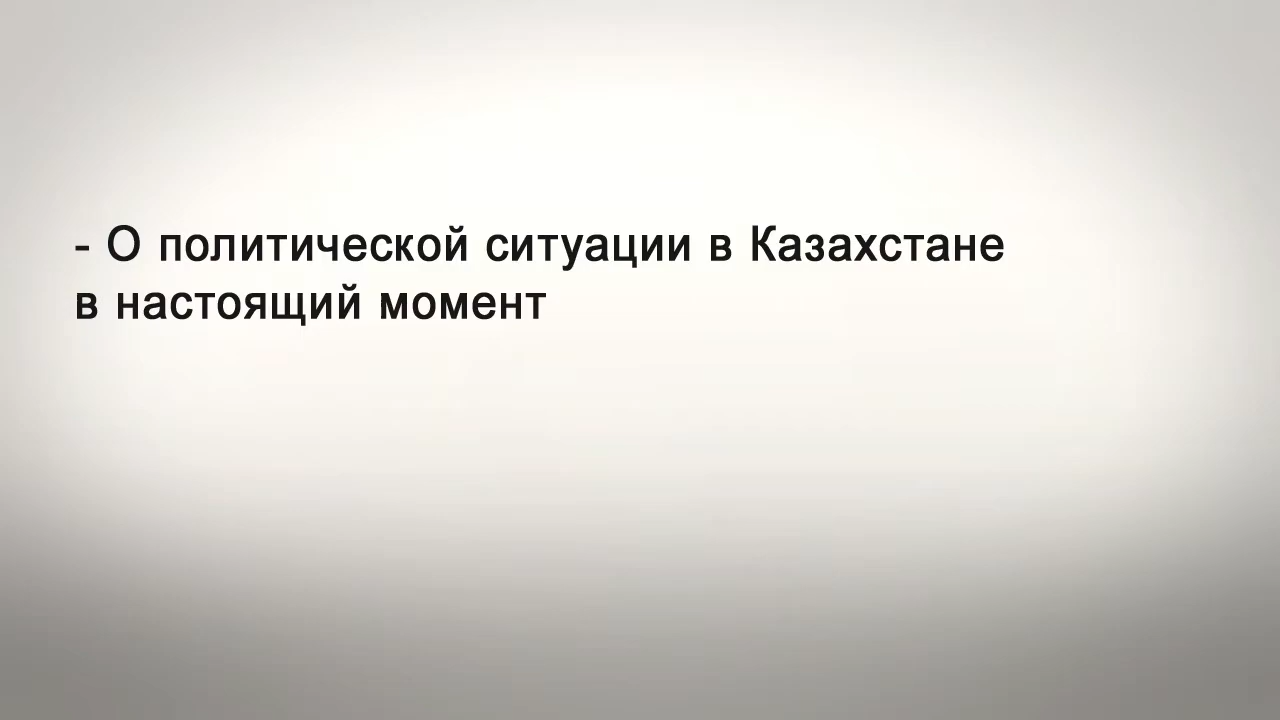 - О политической ситуации в Казахстане
в настоящий момент